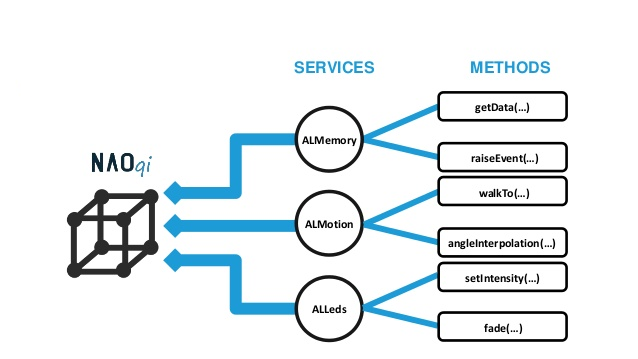 SERVICES
METHODS
NAOqi
ALMemory
getData(...)
raiseEvent(...)
ALMotion
walkTo(...)
angleInterpolation(...)
ALLeds
setIntensity(...)
fade(...)